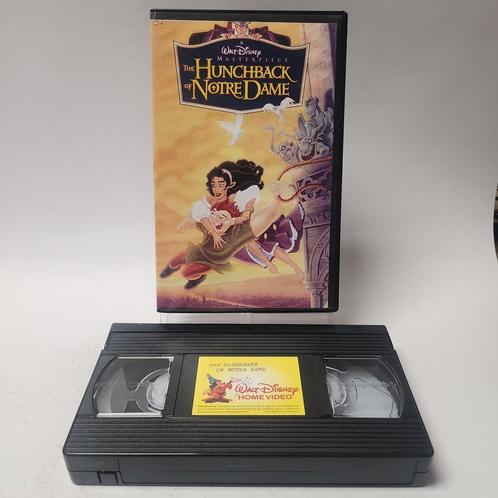 A
WALT DISNEY
MASTERPIECE
THE HUNCHBACK
OF NOTRE DAME
THE HUNCHBACK
OF NOTRE DAME
WALT DISNEY
HOME VIDEO